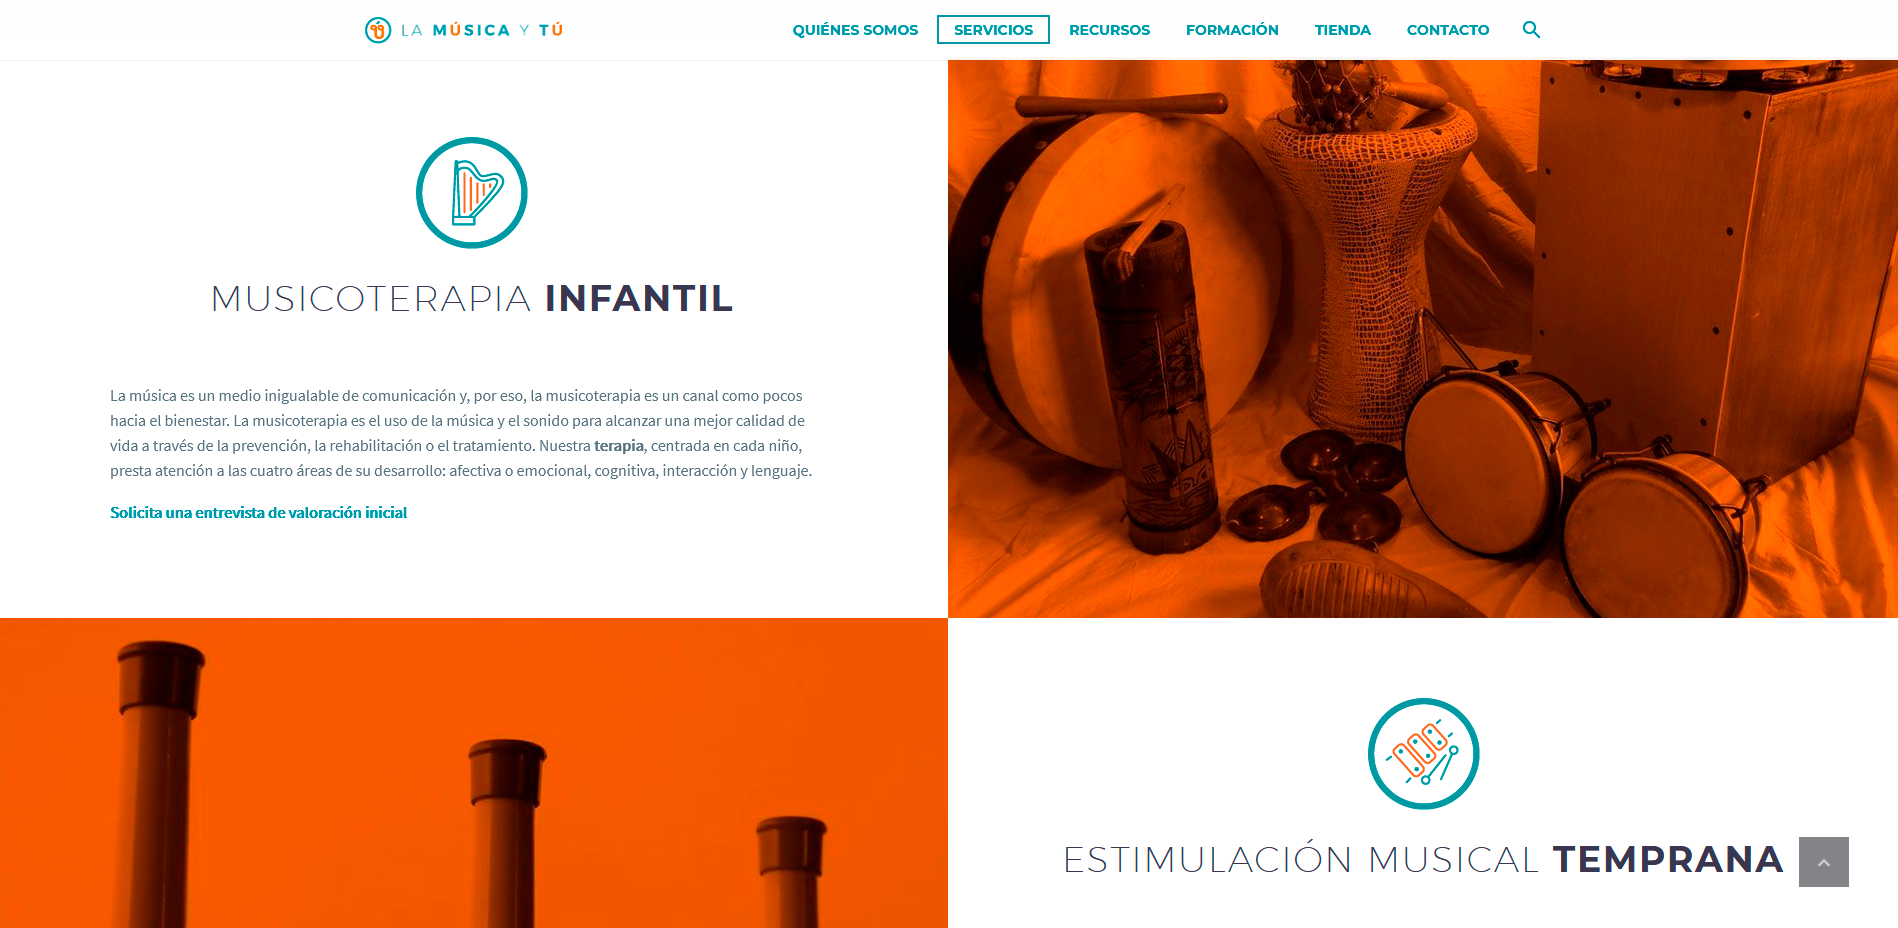 LA MÚSICA Y TÚ
QUIÉNES SOMOS
SERVICIOS
RECURSOS
FORMACIÓN
TIENDA
CONTACTO
MUSICOTERAPIA INFANTIL
La música es un medio inigualable de comunicación y, por eso, la musicoterapia es un canal como pocos
hacia el bienestar. La musicoterapia es el uso de la música y el sonido para alcanzar una mejor calidad de
vida a través de la prevención, la rehabilitación o el tratamiento. Nuestra terapia, centrada en cada niño,
presta atención a las cuatro áreas de su desarrollo: afectiva o emocional, cognitiva, interacción y lenguaje.
Solicita una entrevista de valoración inicial
ESTIMULACIÓN MUSICAL TEMPRANA